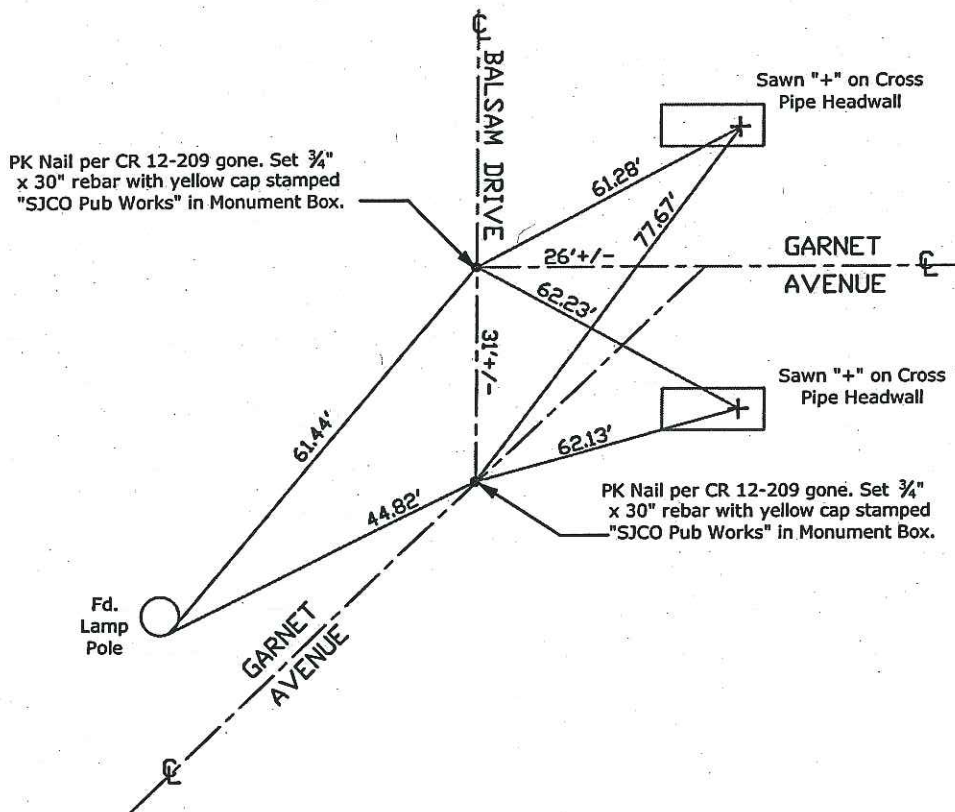 ℄
BALSAM DRIVE
Sawn "+" on Cross
Pipe Headwall
PK Nail per CR 12-209 gone. Set ¾"
x 30" rebar with yellow cap stamped
"SJCO Pub Works" in Monument Box.
61.28'
77.67'
GARNET
AVENUE
℄
26'+/-
62.23'
31'+/-
Sawn "+" on Cross
Pipe Headwall
61.44'
62.13'
44.82'
PK Nail per CR 12-209 gone. Set ¾"
x 30" rebar with yellow cap stamped
"SJCO Pub Works" in Monument Box.
Fd.
Lamp
Pole
GARNET
AVENUE
℄